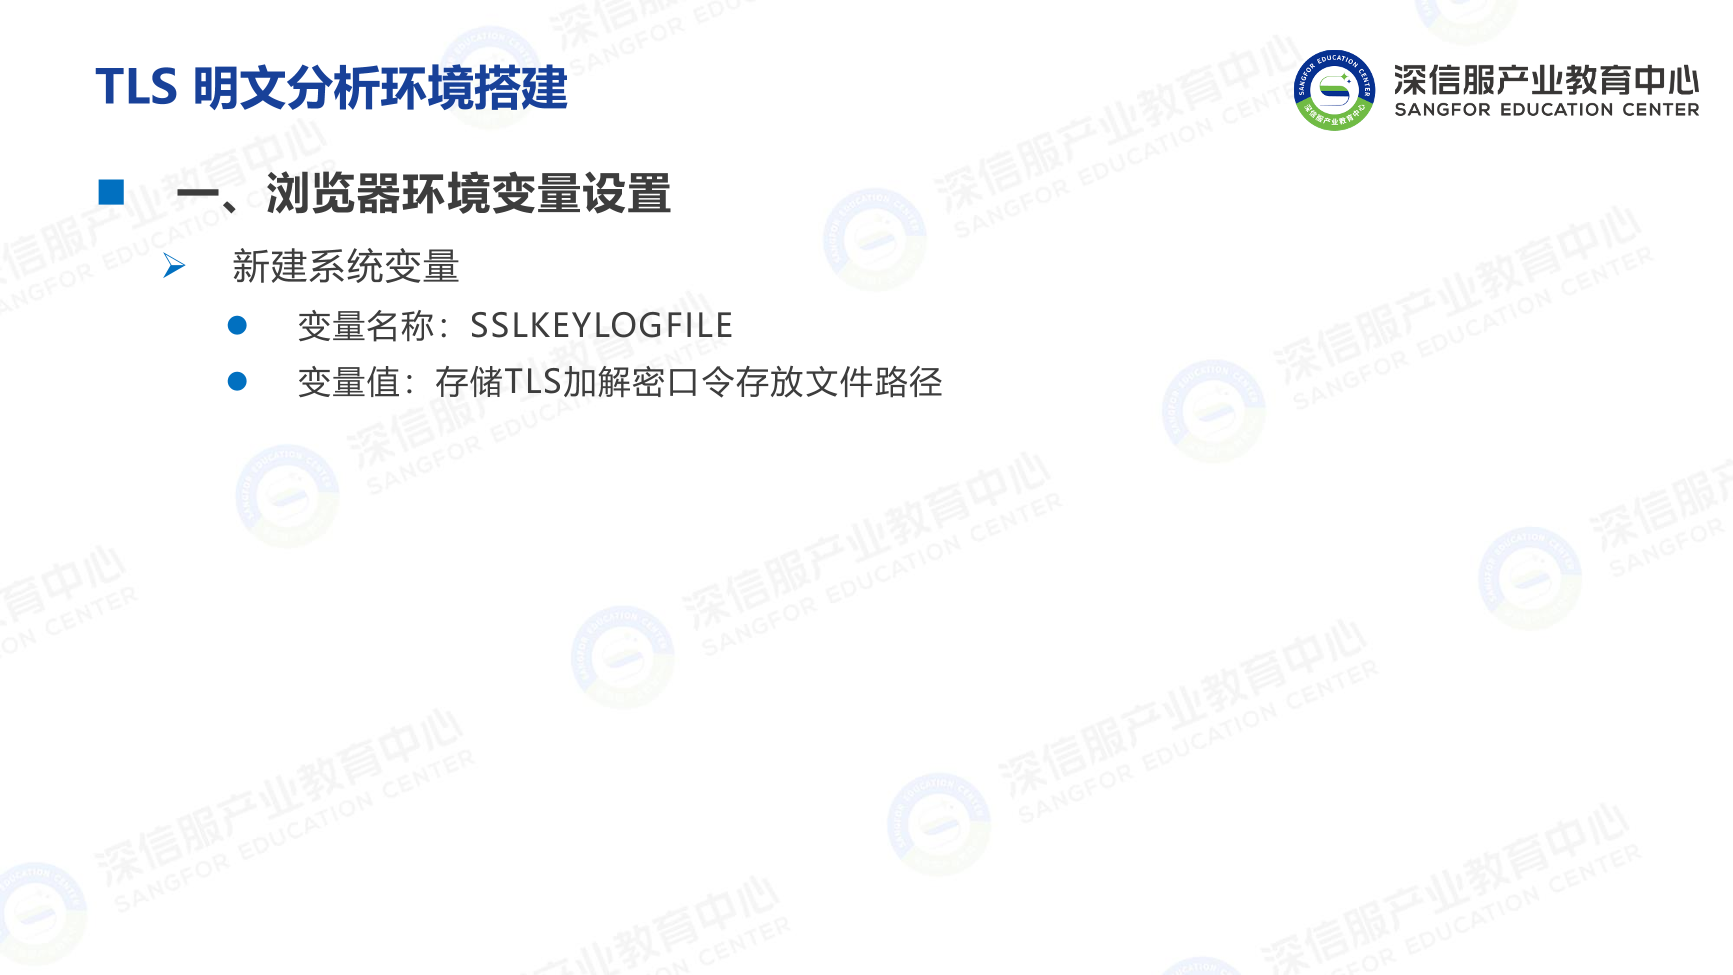 TLS 明文分析环境搭建
深信服产业教育中心
SANGFOR EDUCATION CENTER
一、浏览器环境变量设置
新建系统变量
变量名称：SSLKEYLOGFILE
变量值：存储TLS加解密口令存放文件路径